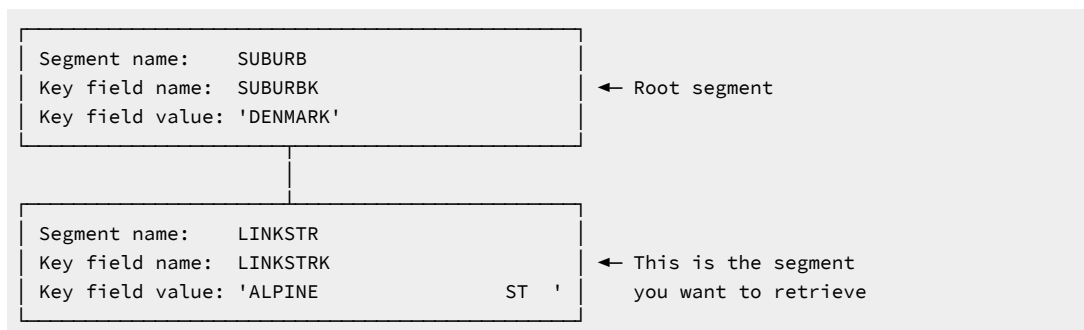 Segment name:    SUBURB
Key field name:  SUBURBK ← Root segment
Key field value: 'DENMARK'
Segment name:    LINKSTR
Key field name:  LINKSTRK ← This is the segment
Key field value: 'ALPINE                ST  ' you want to retrieve